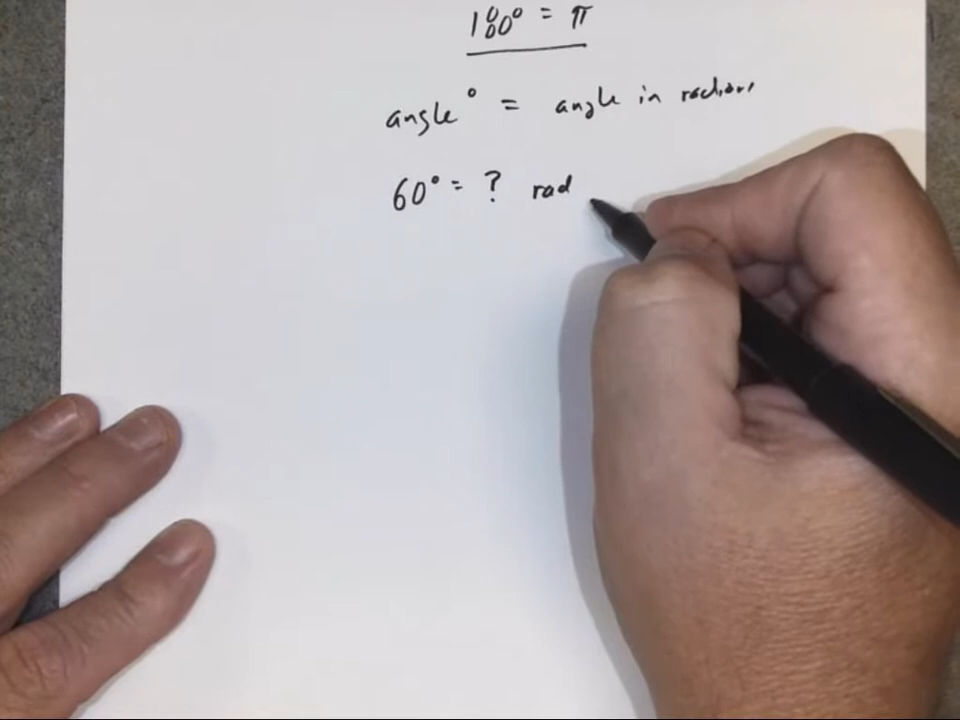 180° = π
angle° = angle in radians
60° = ? rad